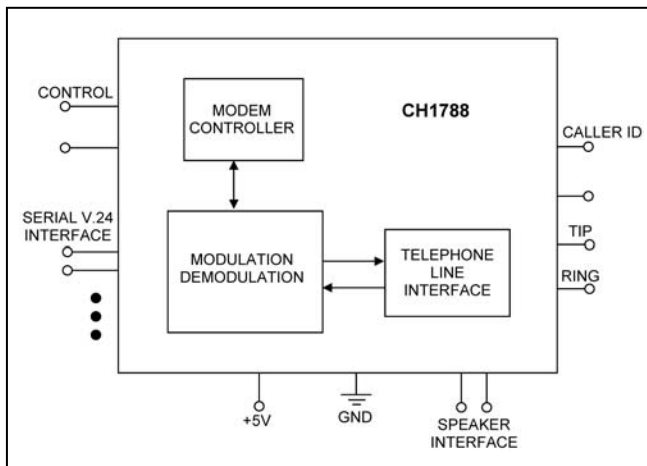 CONTROL
MODEM
CONTROLLER
CH1788
CALLER ID
SERIAL V.24
INTERFACE
MODULATION
DEMODULATION
TELEPHONE
LINE
INTERFACE
TIP
RING
+5V
GND
SPEAKER
INTERFACE